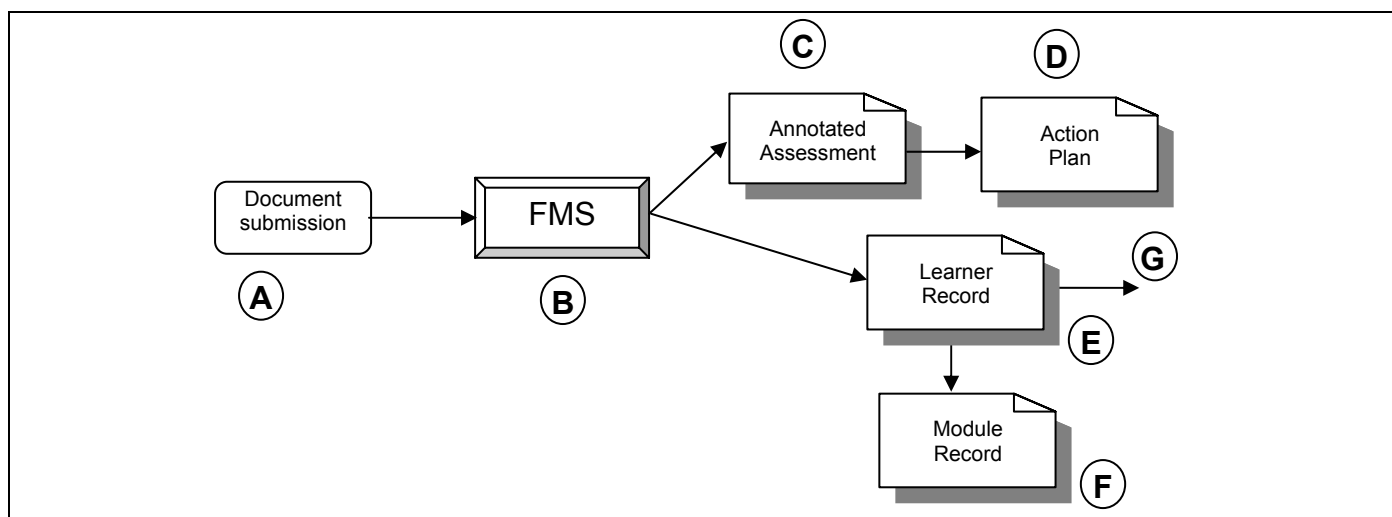 C
D
Annotated
Assessment
Action
Plan
Document
submission
FMS
A
B
Learner
Record
G
E
Module
Record
F